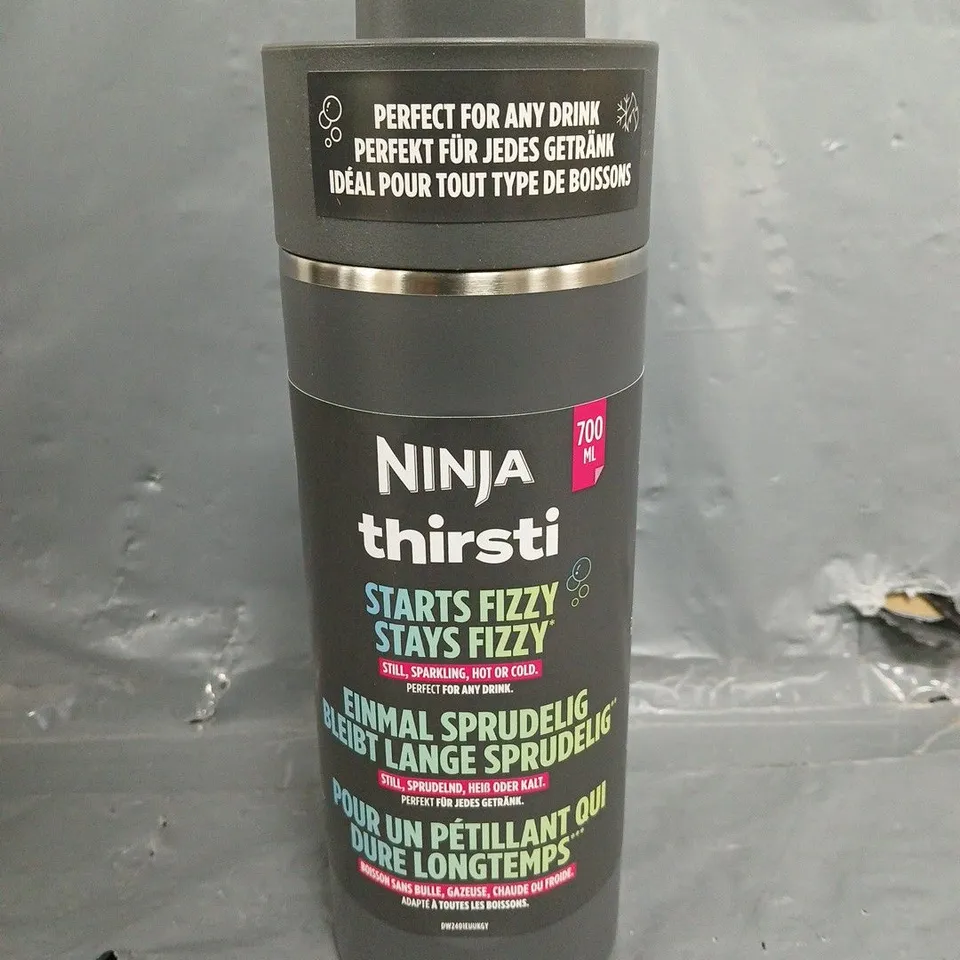 PERFECT FOR ANY DRINK
PERFEKT FÜR JEDES GETRÄNK
IDÉAL POUR TOUT TYPE DE BOISSONS
700
ML
NINJA
thirsti
STARTS FIZZY
STAYS FIZZY*
STILL, SPARKLING, HOT OR COLD.
PERFECT FOR ANY DRINK.
EINMAL SPRUDELIG
BLEIBT LANGE SPRUDELIG**
STILL, SPRUDELND, HEIß ODER KALT.
PERFEKT FÜR JEDES GETRÄNK.
POUR UN PÉTILLANT QUI
DURE LONGTEMPS***
BOISSON SANS BULLE, GAZEUSE, CHAUDE OU FROIDE.
ADAPTÉ À TOUTES LES BOISSONS.
DW2401EUUKGY